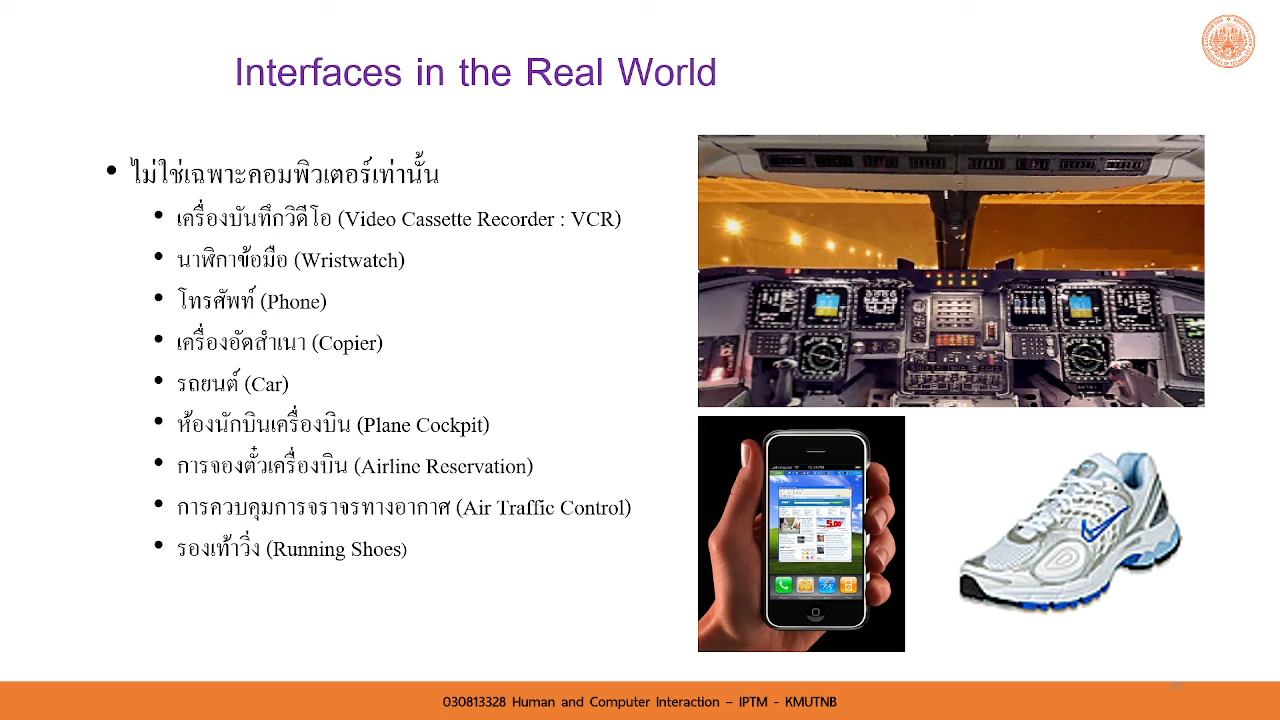 Interfaces in the Real World
• ไม่ใช่เฉพาะคอมพิวเตอร์เท่านั้น
• เครื่องบันทึกวิดีโอ (Video Cassette Recorder : VCR)
• นาฬิกาข้อมือ (Wristwatch)
• โทรศัพท์ (Phone)
• เครื่องอัดสำเนา (Copier)
• รถยนต์ (Car)
• ห้องนักบินเครื่องบิน (Plane Cockpit)
• การจองตั๋วเครื่องบิน (Airline Reservation)
• การควบคุมการจราจรทางอากาศ (Air Traffic Control)
• รองเท้าวิ่ง (Running Shoes)
5.00
030813328 Human and Computer Interaction – IPTM - KMUTNB